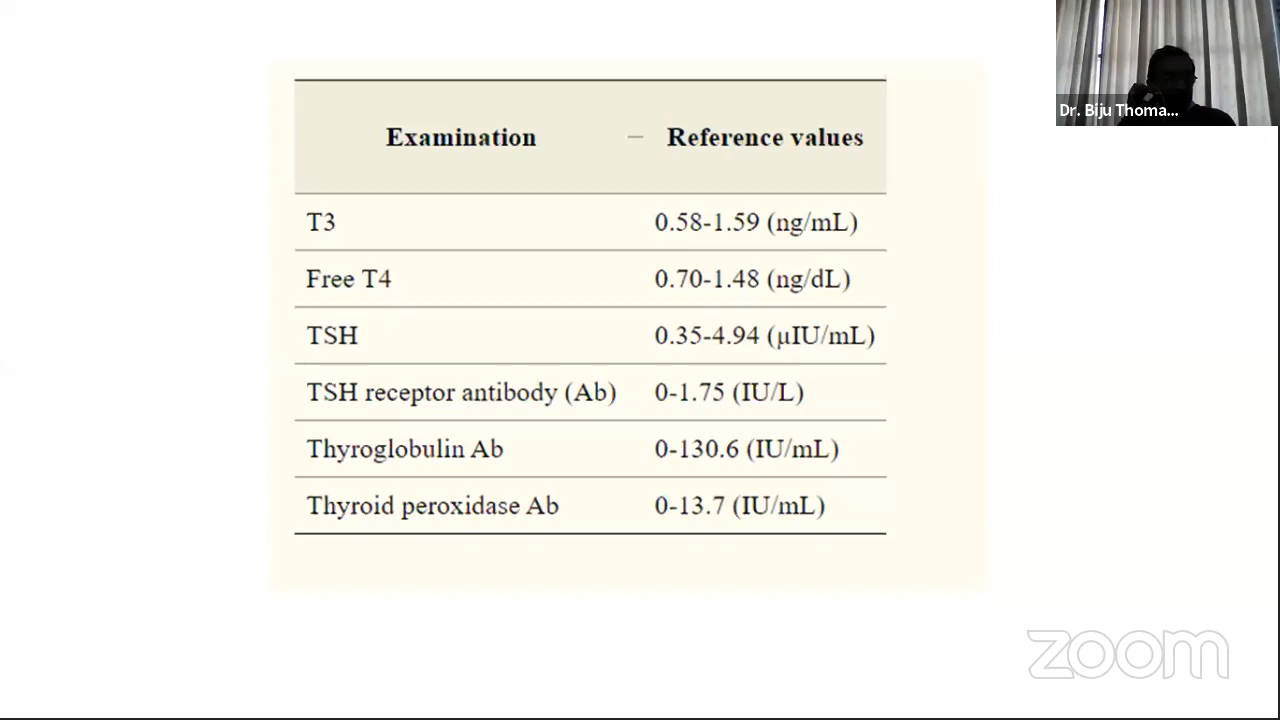 Dr. Biju Thoma...
Examination – Reference values
T3 0.58-1.59 (ng/mL)
Free T4 0.70-1.48 (ng/dL)
TSH 0.35-4.94 (µIU/mL)
TSH receptor antibody (Ab) 0-1.75 (IU/L)
Thyroglobulin Ab 0-130.6 (IU/mL)
Thyroid peroxidase Ab 0-13.7 (IU/mL)
zoom